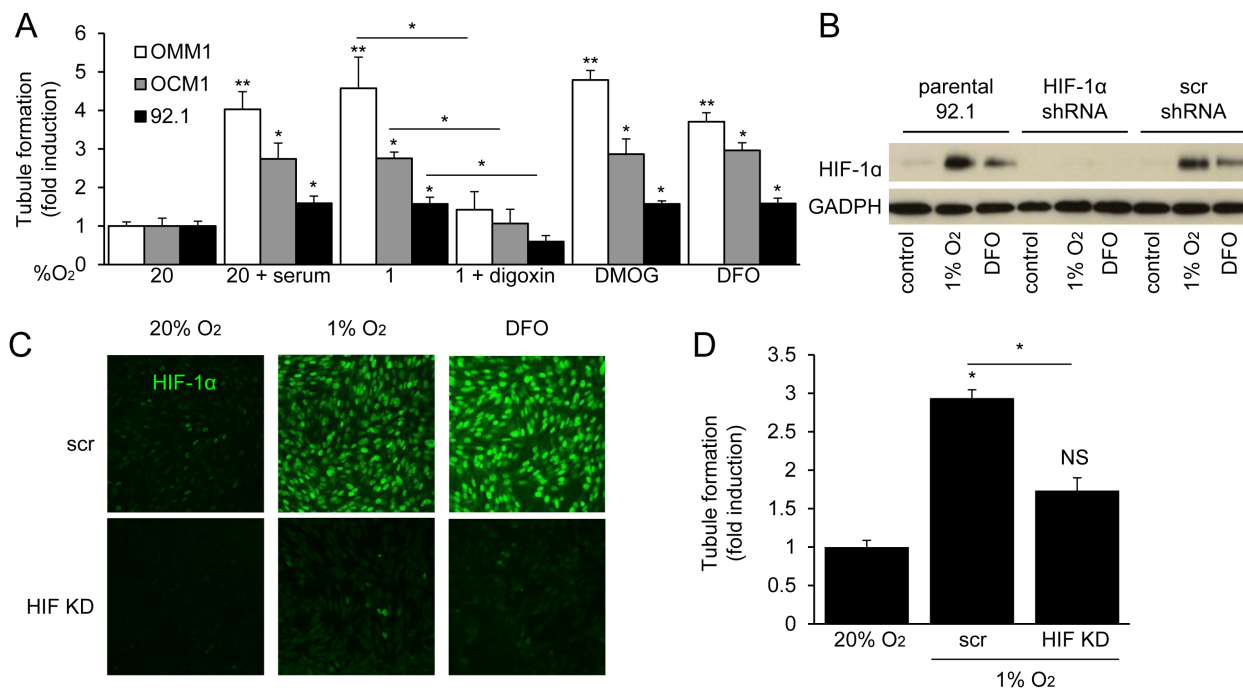 A
Tubule formation
(fold induction)
6
5
4
3
2
1
0
OMM1
OCM1
92.1
**
*
*
**
*
*
*
*
*
**
*
*
**
*
*
%O2
20
20 + serum
1
1 + digoxin
DMOG
DFO
B
parental
92.1
HIF-1α
shRNA
scr
shRNA
HIF-1α
GADPH
control
1% O2
DFO
control
1% O2
DFO
control
1% O2
DFO
C
20% O2
1% O2
DFO
HIF-1α
scr
HIF KD
D
Tubule formation
(fold induction)
3.5
3
2.5
2
1.5
1
0.5
0
*
*
NS
20% O2
scr
HIF KD
1% O2